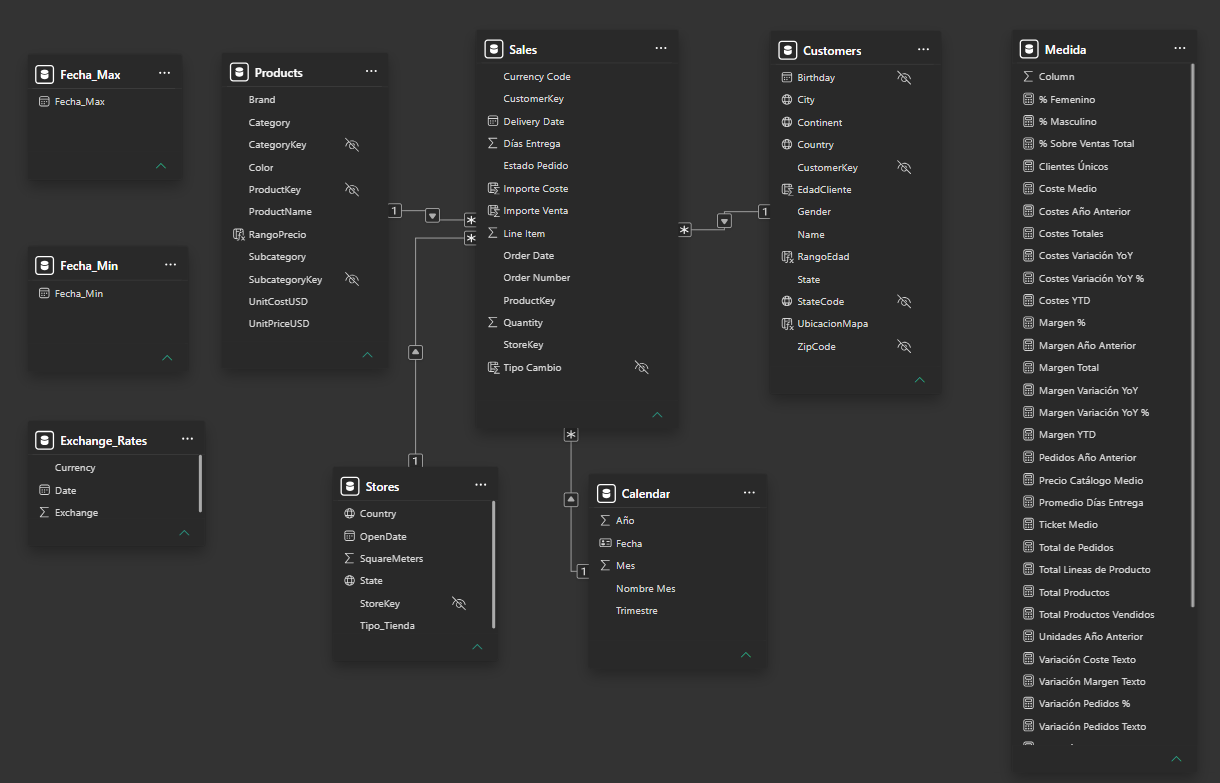 Fecha_Max
Fecha_Max
Fecha_Min
Fecha_Min
Exchange_Rates
Currency
Date
Exchange
Products
Brand
Category
CategoryKey
Color
ProductKey
ProductName
RangoPrecio
Subcategory
SubcategoryKey
UnitCostUSD
UnitPriceUSD
1
*
*
1
Stores
Country
OpenDate
SquareMeters
State
StoreKey
Tipo_Tienda
Sales
Currency Code
CustomerKey
Delivery Date
Días Entrega
Estado Pedido
Importe Coste
Importe Venta
Line Item
Order Date
Order Number
ProductKey
Quantity
StoreKey
Tipo Cambio
*
1
*
1
Calendar
Año
Fecha
Mes
Nombre Mes
Trimestre
Customers
Birthday
City
Continent
Country
CustomerKey
EdadCliente
Gender
Name
RangoEdad
State
StateCode
UbicacionMapa
ZipCode
Medida
Column
% Femenino
% Masculino
% Sobre Ventas Total
Clientes Únicos
Coste Medio
Costes Año Anterior
Costes Totales
Costes Variación YoY
Costes Variación YoY %
Costes YTD
Margen %
Margen Año Anterior
Margen Total
Margen Variación YoY
Margen Variación YoY %
Margen YTD
Pedidos Año Anterior
Precio Catálogo Medio
Promedio Días Entrega
Ticket Medio
Total de Pedidos
Total Lineas de Producto
Total Productos
Total Productos Vendidos
Unidades Año Anterior
Variación Coste Texto
Variación Margen Texto
Variación Pedidos %
Variación Pedidos Texto